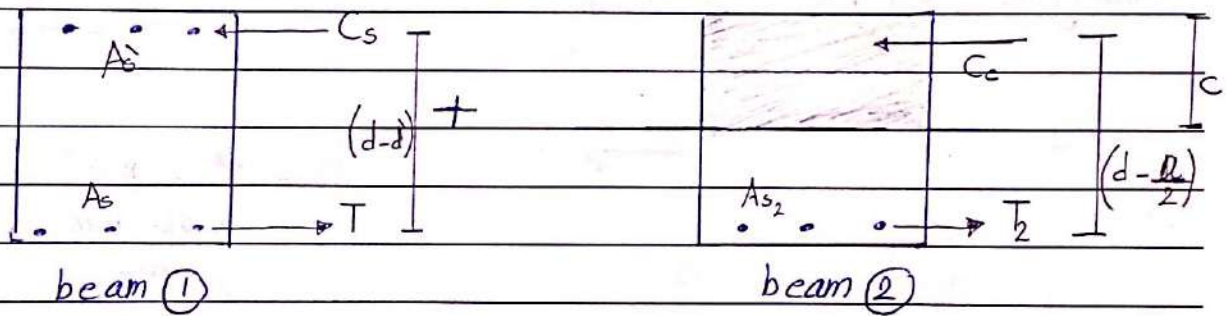 Cs
As'
(d-d')
+
As
T
beam ①
Cc
C
(d-a/2)
As₂
T₂
beam ②